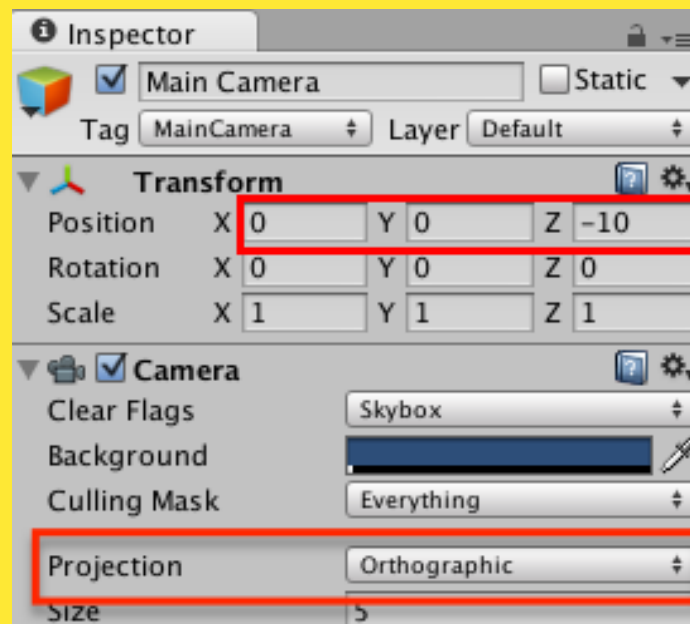 Inspector
Main Camera Static
Tag MainCamera Layer Default
Transform
Position X 0 Y 0 Z -10
Rotation X 0 Y 0 Z 0
Scale X 1 Y 1 Z 1
Camera
Clear Flags Skybox
Background
Culling Mask Everything
Projection Orthographic
Size 5